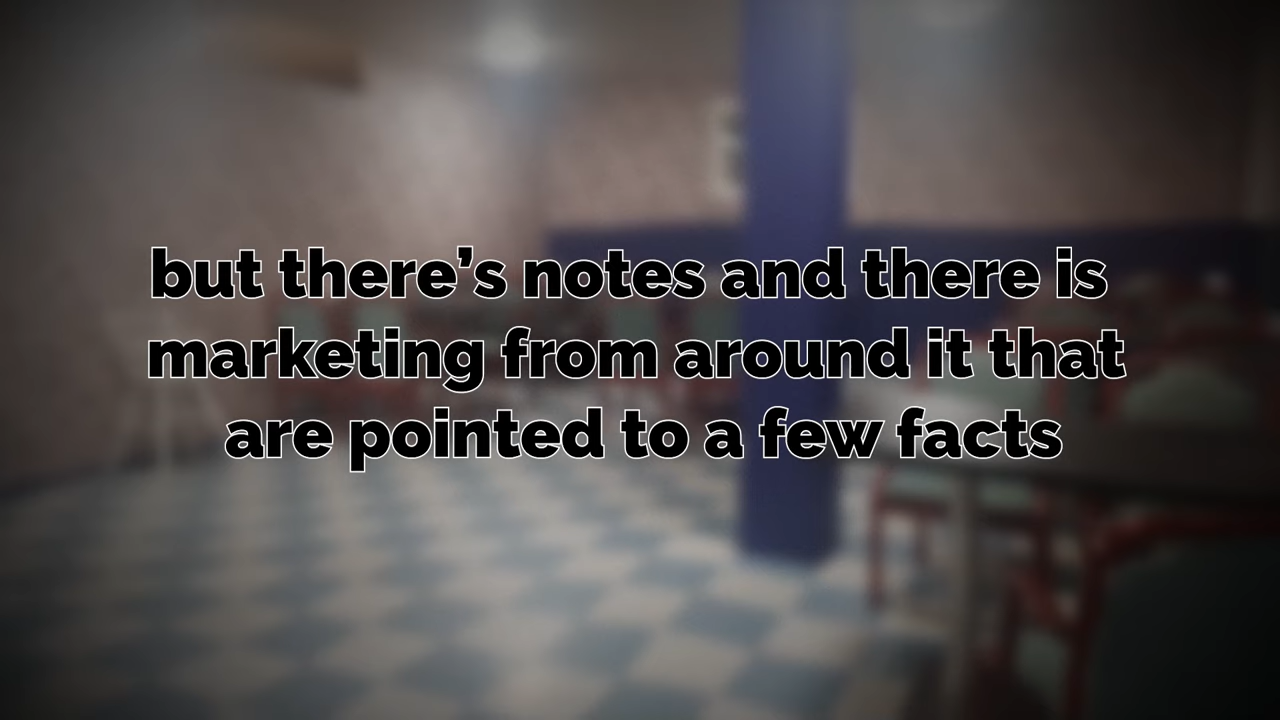 but there’s notes and there is
marketing from around it that
are pointed to a few facts